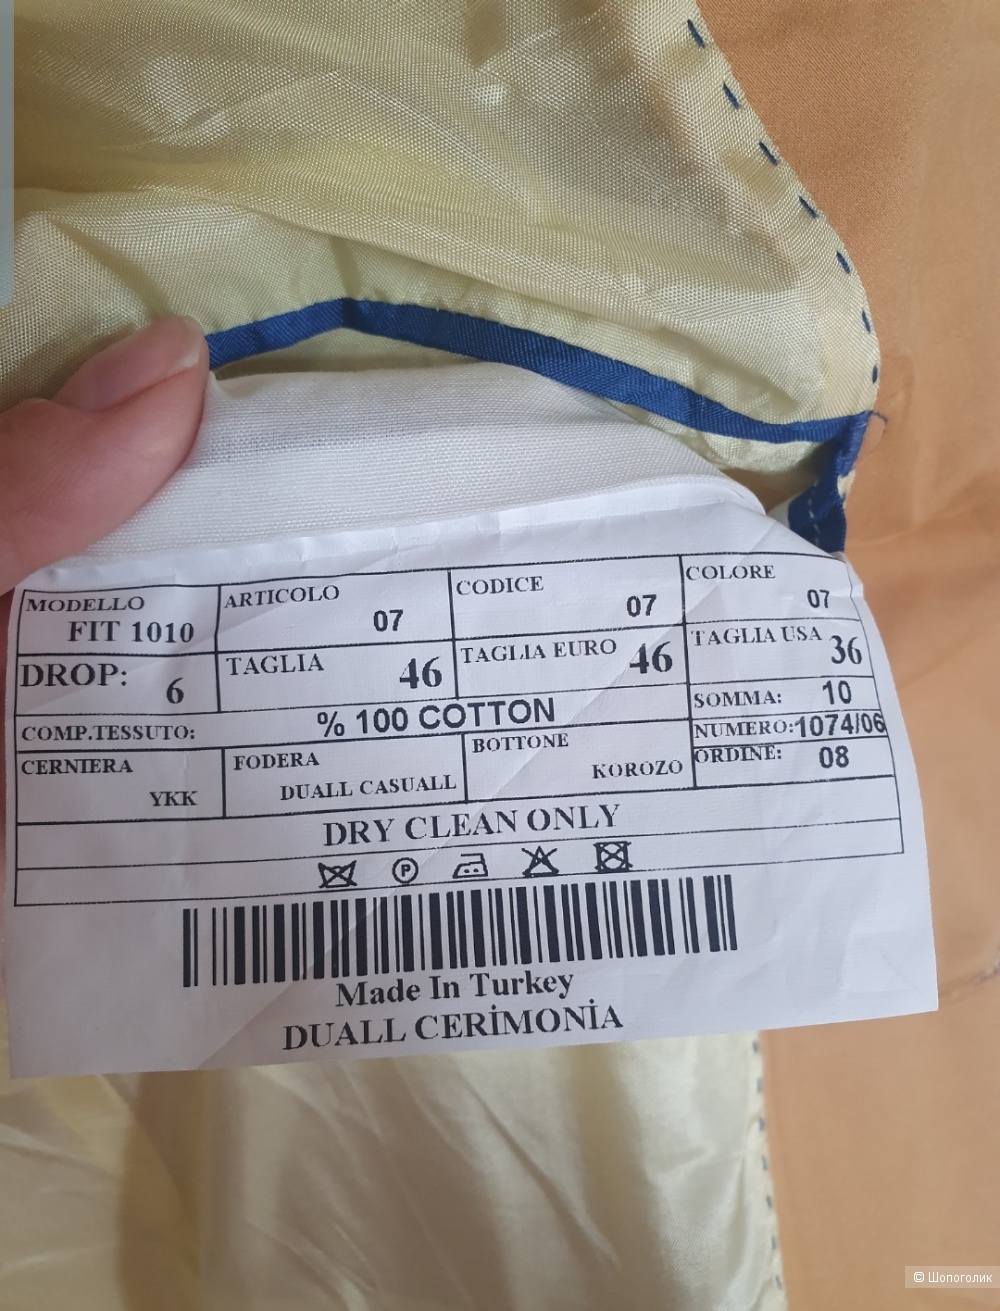 MODELLO
FIT 1010
ARTICOLO
07
CODICE
07
COLORE
07
DROP: 6
TAGLIA 46
TAGLIA EURO 46
TAGLIA USA 36
COMP.TESSUTO: % 100 COTTON
SOMMA: 10
NUMERO:1074/06
ORDINE: 08
CERNIERA
YKK
FODERA
DUALL CASUALL
BOTTONE
KOROZO
DRY CLEAN ONLY
P
Made In Turkey
DUALL CERİMONİA
© Шопоголик